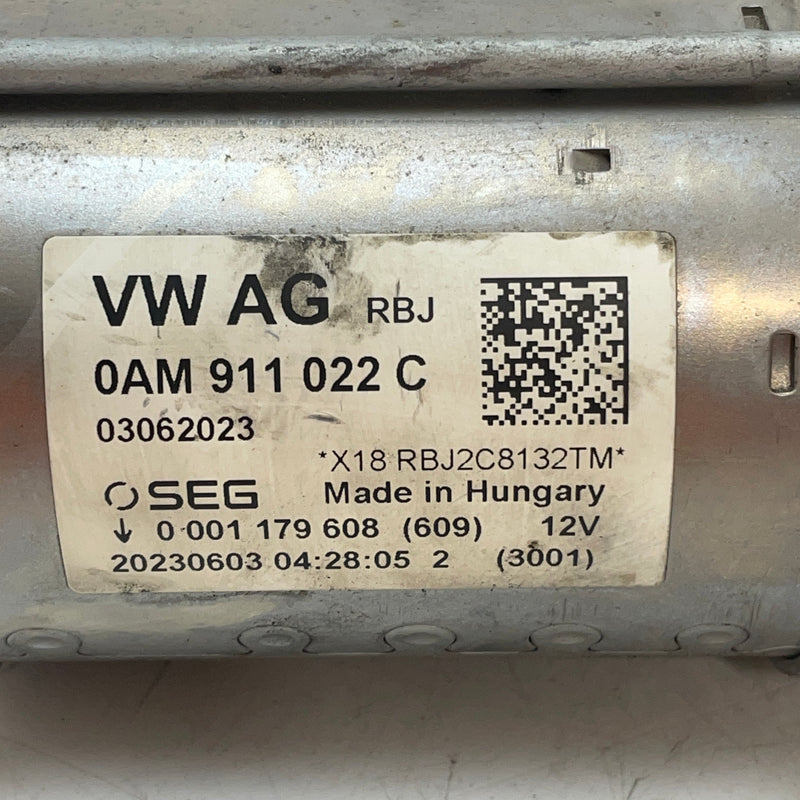 VW AG RBJ
0AM 911 022 C
03062023
*X18 RBJ2C8132TM*
SEG Made in Hungary
↓ 0 001 179 608 (609) 12V
20230603 04:28:05 2 (3001)